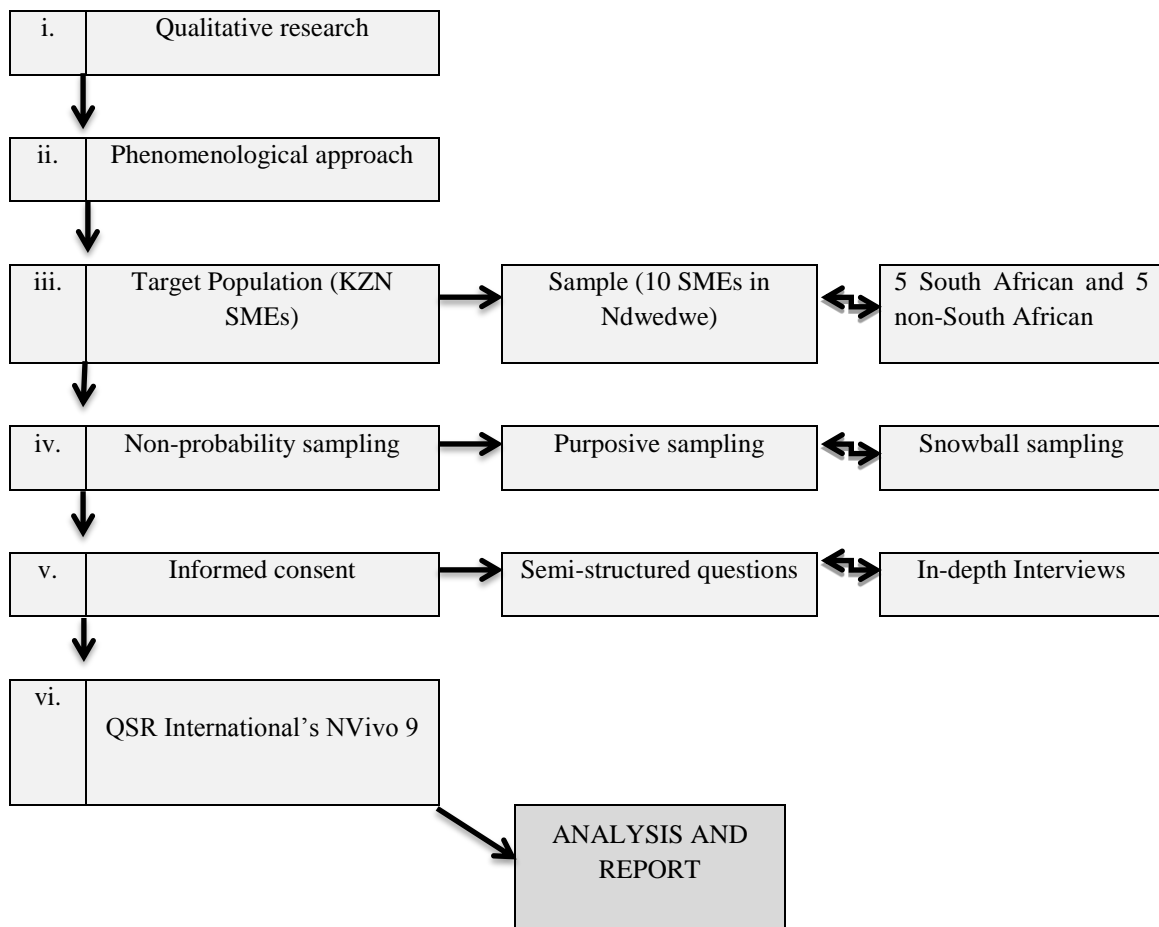 i.
Qualitative research
ii.
Phenomenological approach
iii.
Target Population (KZN
SMEs)
Sample (10 SMEs in
Ndwedwe)
5 South African and 5
non-South African
iv.
Non-probability sampling
Purposive sampling
Snowball sampling
v.
Informed consent
Semi-structured questions
In-depth Interviews
vi.
QSR International’s NVivo 9
ANALYSIS AND
REPORT